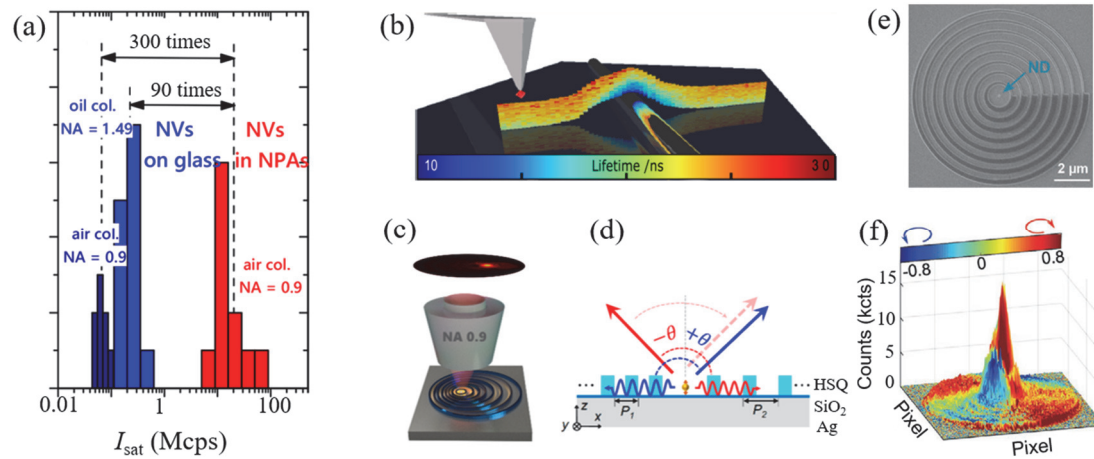 (a)
300 times
90 times
oil col.
NA = 1.49
NVs
on glass
NVs
in NPAs
air col.
NA = 0.9
air col.
NA = 0.9
0.01 0.1 1 10 100
I_sat (Mcps)
(b)
10 Lifetime /ns 30
(c)
NA 0.9
(d)
−θ +θ
... ... HSQ
P₁ P₂
SiO₂
Ag
z
y x
(e)
ND
2 μm
(f)
-0.8 0 0.8
15
10
5
0
Counts (kcts)
Pixel
Pixel